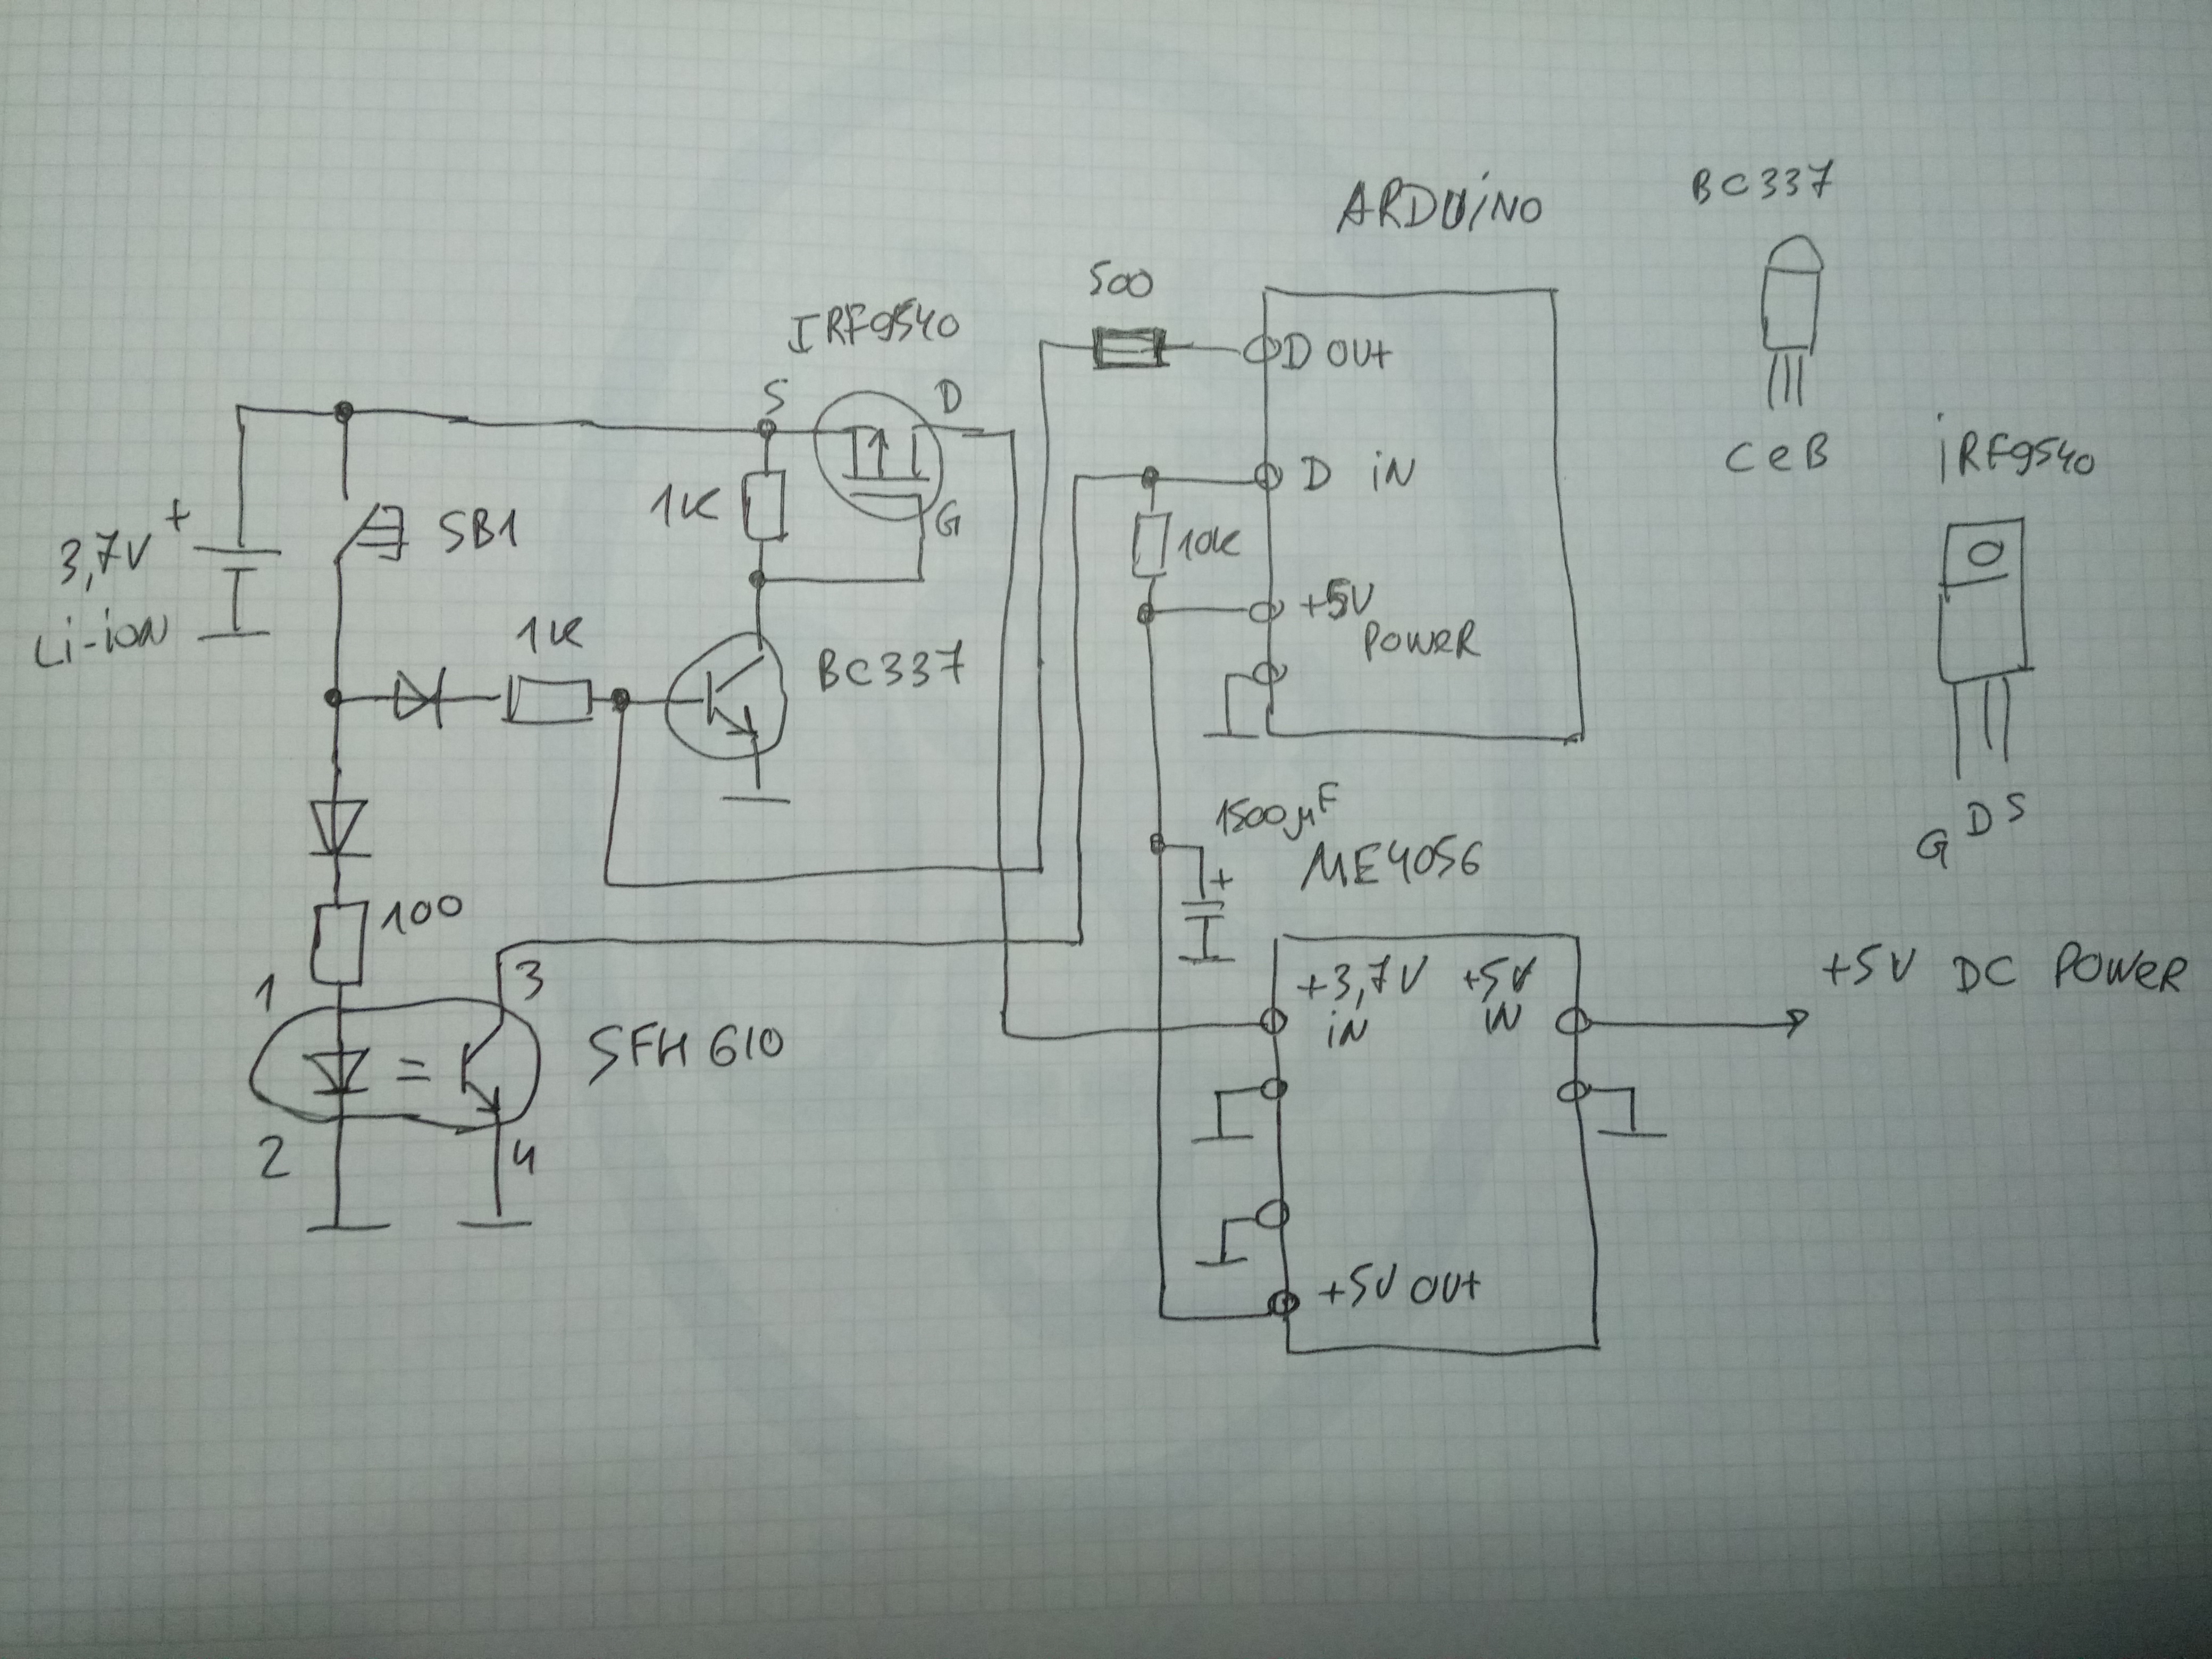 ARDUINO
BC337
500
IRF9540
D OUt
S
D
CeB
iRF9540
D iN
3,7V +
Li-ioN
SB1
1K
G
10K
+5V
POWeR
1K
BC337
1500µF
ME4056
G D S
100
1
3
+3,7V
iN
+5V
iN
+5V DC POWeR
SFH 610
2
4
+5V OUt